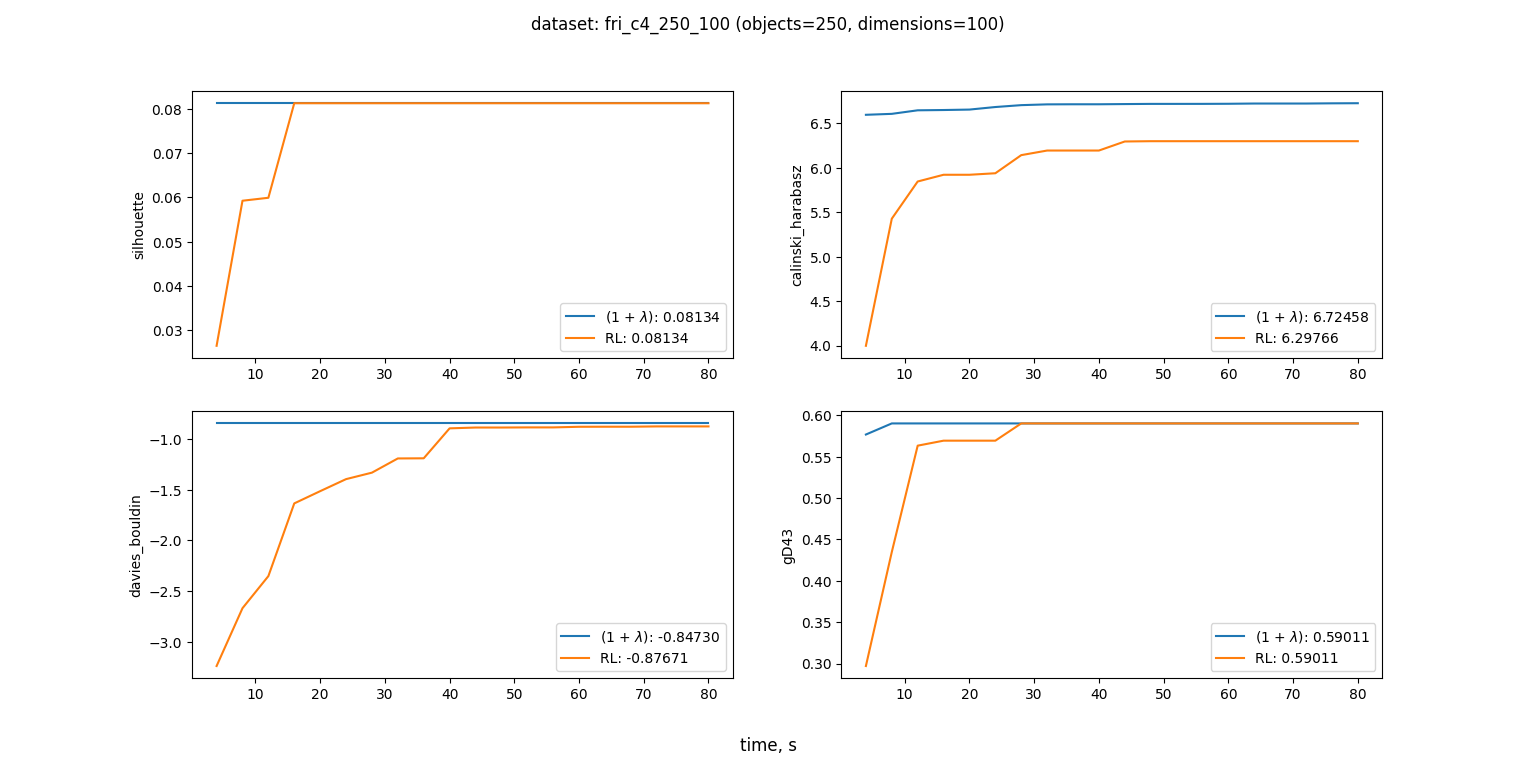 dataset: fri_c4_250_100 (objects=250, dimensions=100)
silhouette
0.08
0.07
0.06
0.05
0.04
0.03
(1 + λ): 0.08134
RL: 0.08134
10 20 30 40 50 60 70 80
calinski_harabasz
6.5
6.0
5.5
5.0
4.5
4.0
(1 + λ): 6.72458
RL: 6.29766
10 20 30 40 50 60 70 80
davies_bouldin
−1.0
−1.5
−2.0
−2.5
−3.0
(1 + λ): -0.84730
RL: -0.87671
10 20 30 40 50 60 70 80
gD43
0.60
0.55
0.50
0.45
0.40
0.35
0.30
(1 + λ): 0.59011
RL: 0.59011
10 20 30 40 50 60 70 80
time, s